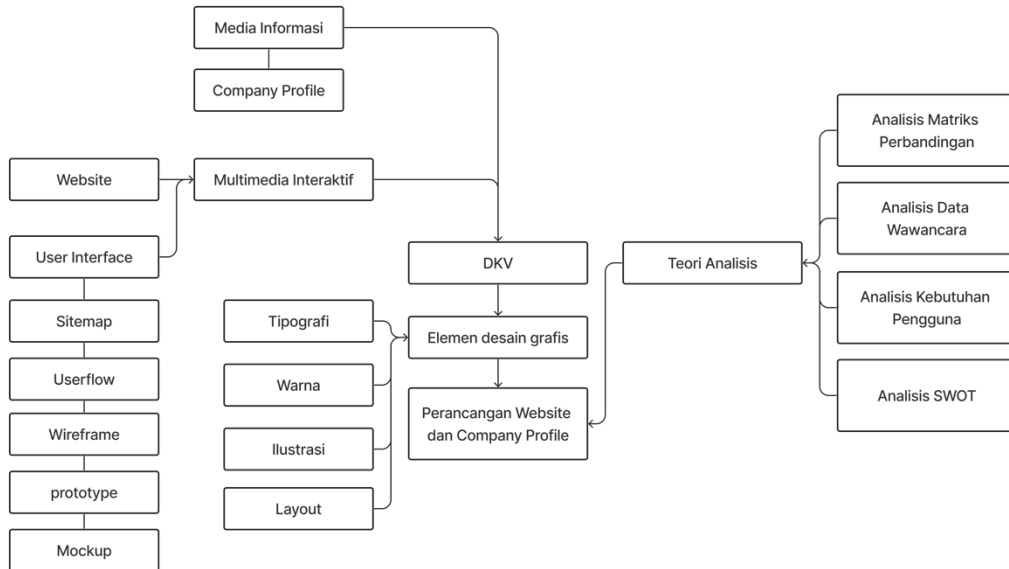 Media Informasi
Company Profile
Website
Multimedia Interaktif
User Interface
Sitemap
Userflow
Wireframe
prototype
Mockup
DKV
Tipografi
Elemen desain grafis
Warna
Perancangan Website
dan Company Profile
Ilustrasi
Layout
Teori Analisis
Analisis Matriks
Perbandingan
Analisis Data
Wawancara
Analisis Kebutuhan
Pengguna
Analisis SWOT